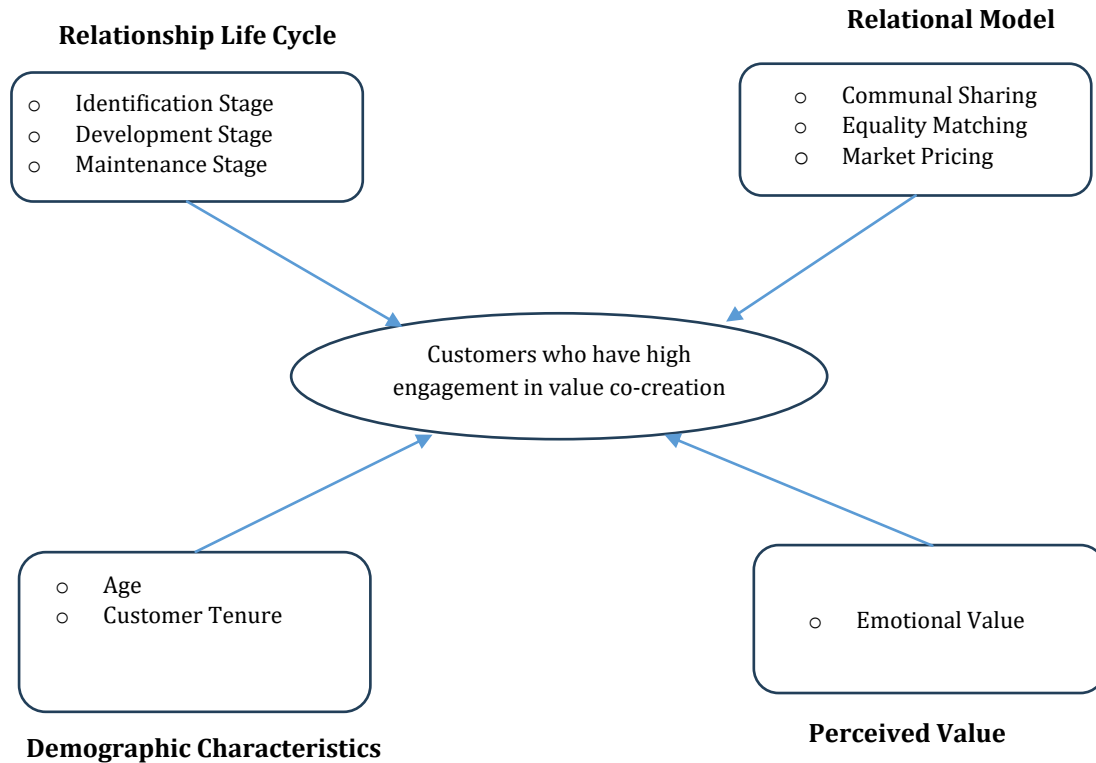 Relationship Life Cycle
o Identification Stage
o Development Stage
o Maintenance Stage
Relational Model
o Communal Sharing
o Equality Matching
o Market Pricing
Customers who have high
engagement in value co-creation
o Age
o Customer Tenure
Demographic Characteristics
o Emotional Value
Perceived Value